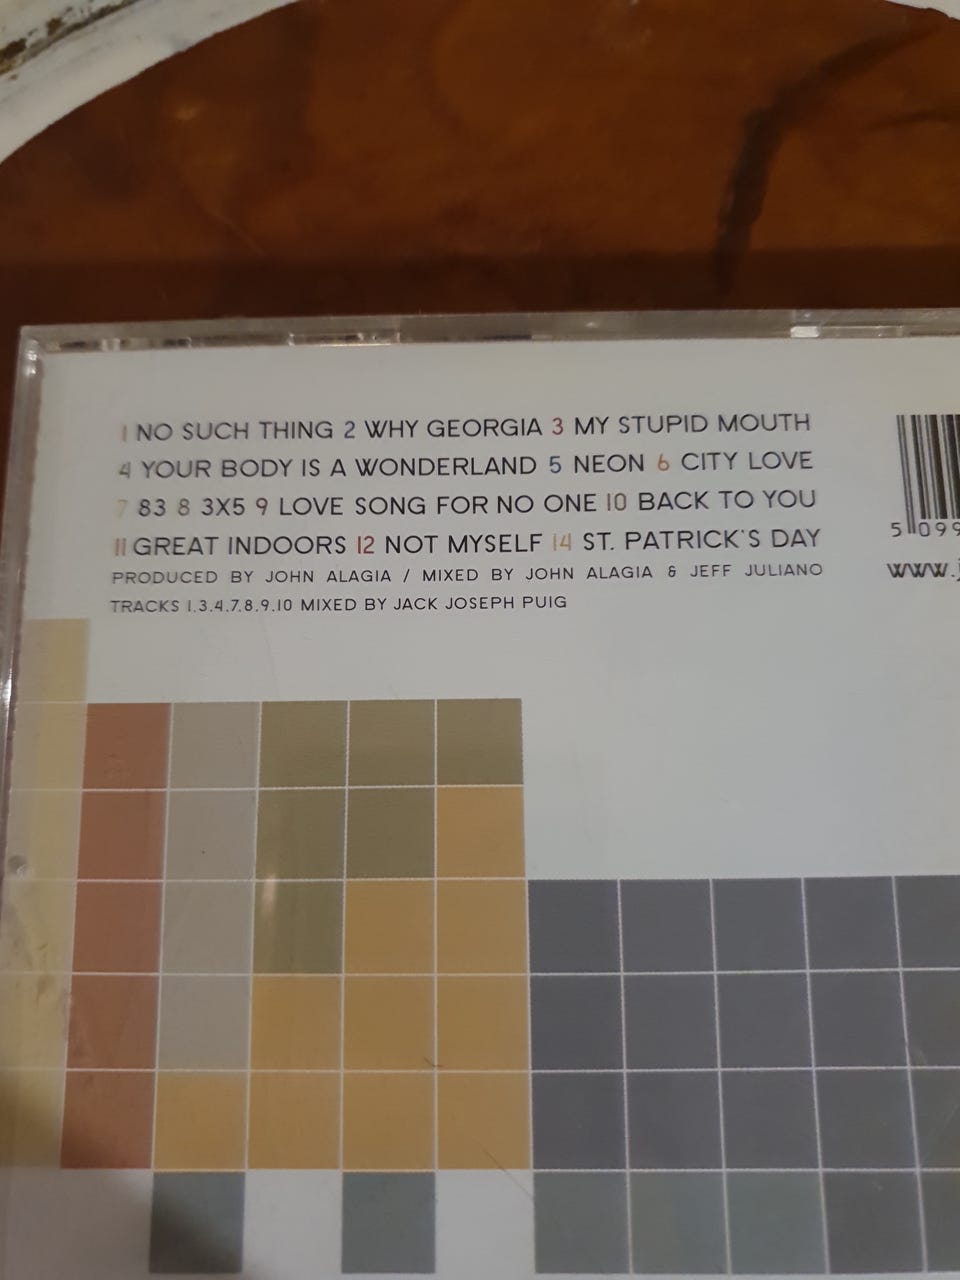 1 NO SUCH THING 2 WHY GEORGIA 3 MY STUPID MOUTH
4 YOUR BODY IS A WONDERLAND 5 NEON 6 CITY LOVE
7 83 8 3X5 9 LOVE SONG FOR NO ONE 10 BACK TO YOU
11 GREAT INDOORS 12 NOT MYSELF 14 ST. PATRICK'S DAY
PRODUCED BY JOHN ALAGIA / MIXED BY JOHN ALAGIA & JEFF JULIANO
TRACKS 1.3.4.7.8.9.10 MIXED BY JACK JOSEPH PUIG
5 099
www.j